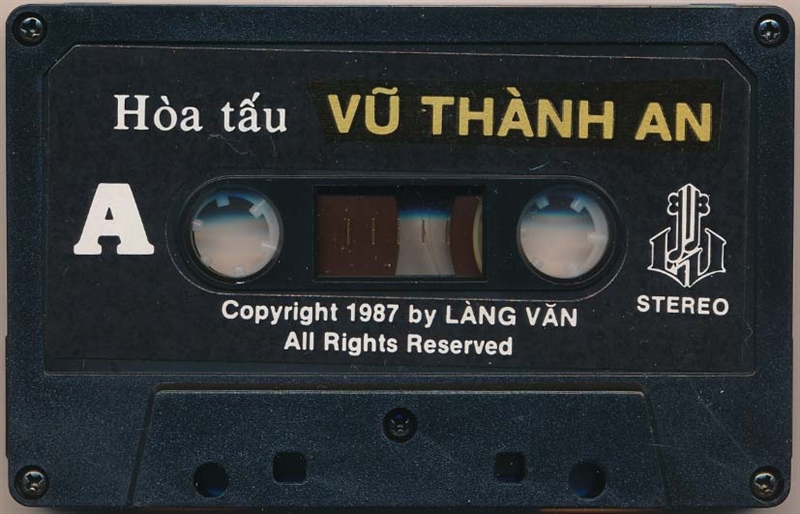 Hòa tấu VŨ THÀNH AN
A
STEREO
Copyright 1987 by LÀNG VĂN
All Rights Reserved